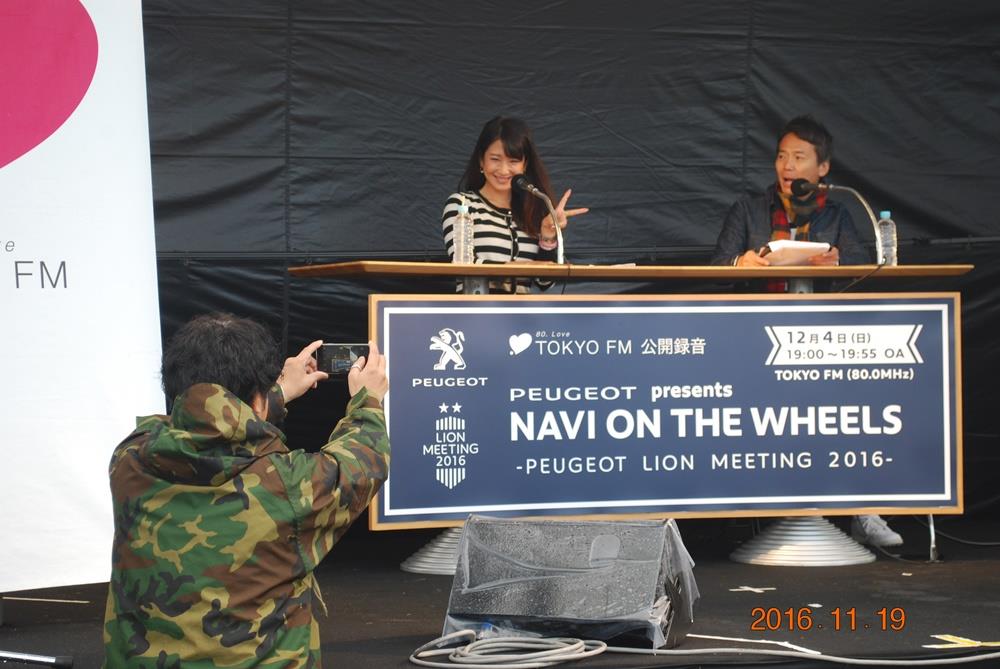 FM
PEUGEOT
80. Love
TOKYO FM 公開録音
12月4日(日)
19:00～19:55 OA
TOKYO FM (80.0MHz)
PEUGEOT presents
NAVI ON THE WHEELS
-PEUGEOT LION MEETING 2016-
LION
MEETING
2016
2016.11.19